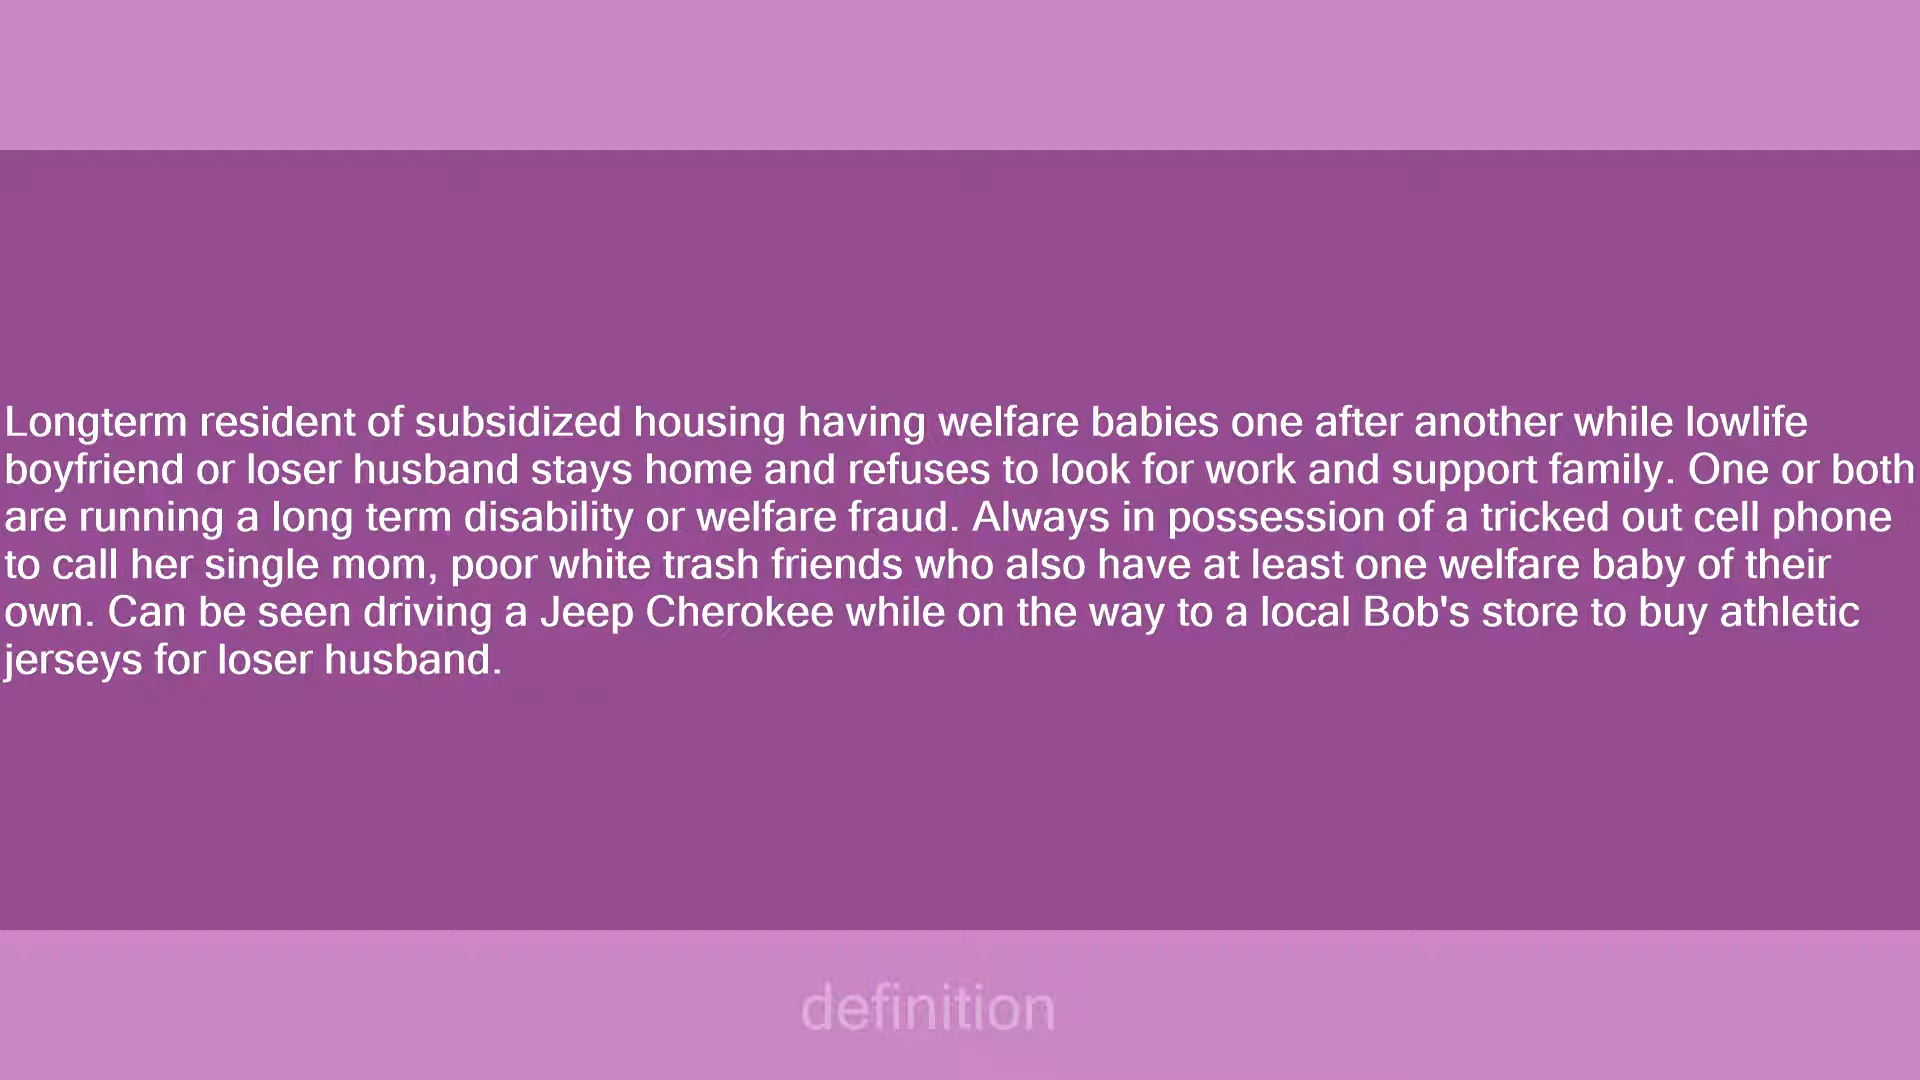 Longterm resident of subsidized housing having welfare babies one after another while lowlife
boyfriend or loser husband stays home and refuses to look for work and support family. One or both
are running a long term disability or welfare fraud. Always in possession of a tricked out cell phone
to call her single mom, poor white trash friends who also have at least one welfare baby of their
own. Can be seen driving a Jeep Cherokee while on the way to a local Bob's store to buy athletic
jerseys for loser husband.
definition